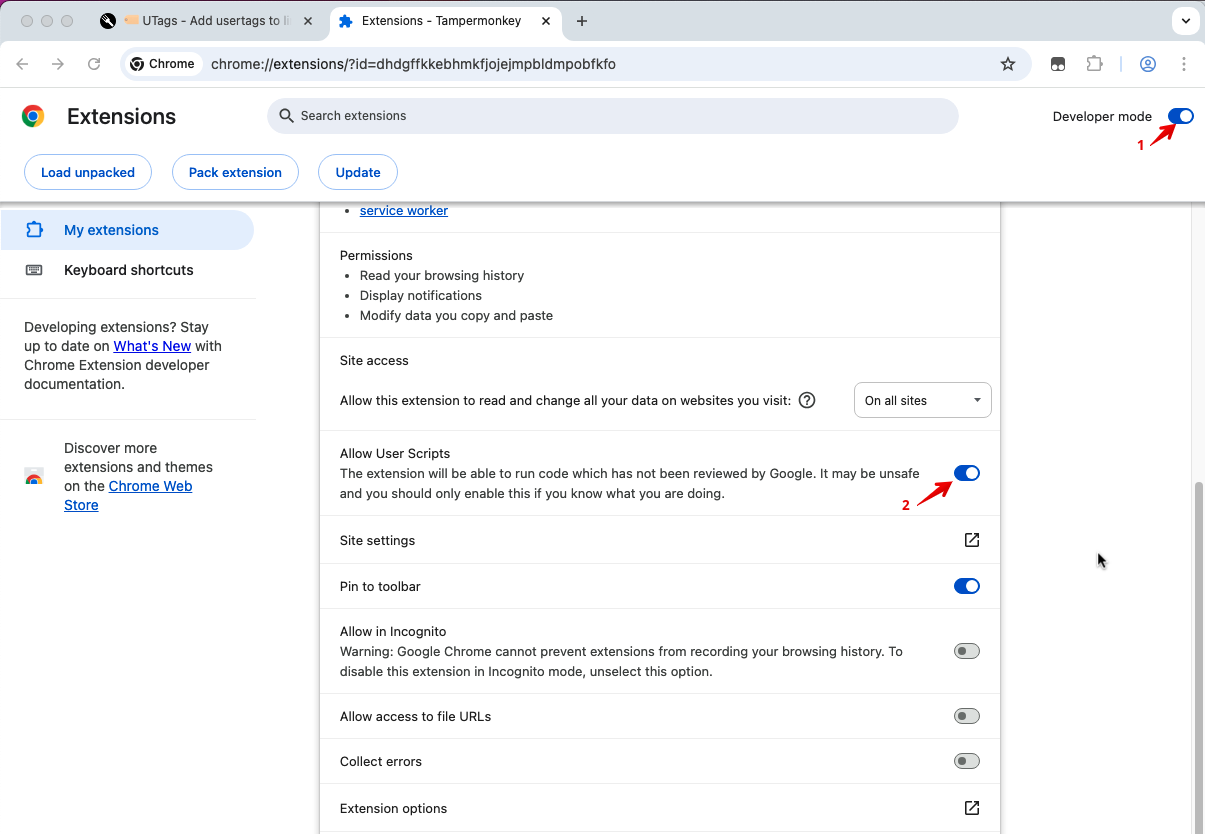 UTags - Add usertags to li
Extensions - Tampermonkey
Chrome
chrome://extensions/?id=dhdgffkkebhmkfjojejmpbldmpobfkfo
Extensions
Search extensions
Developer mode
1
Load unpacked
Pack extension
Update
My extensions
Keyboard shortcuts
Developing extensions? Stay
up to date on What's New with
Chrome Extension developer
documentation.
Discover more
extensions and themes
on the Chrome Web
Store
service worker
Permissions
Read your browsing history
Display notifications
Modify data you copy and paste
Site access
Allow this extension to read and change all your data on websites you visit:
On all sites
Allow User Scripts
The extension will be able to run code which has not been reviewed by Google. It may be unsafe
and you should only enable this if you know what you are doing.
2
Site settings
Pin to toolbar
Allow in Incognito
Warning: Google Chrome cannot prevent extensions from recording your browsing history. To
disable this extension in Incognito mode, unselect this option.
Allow access to file URLs
Collect errors
Extension options